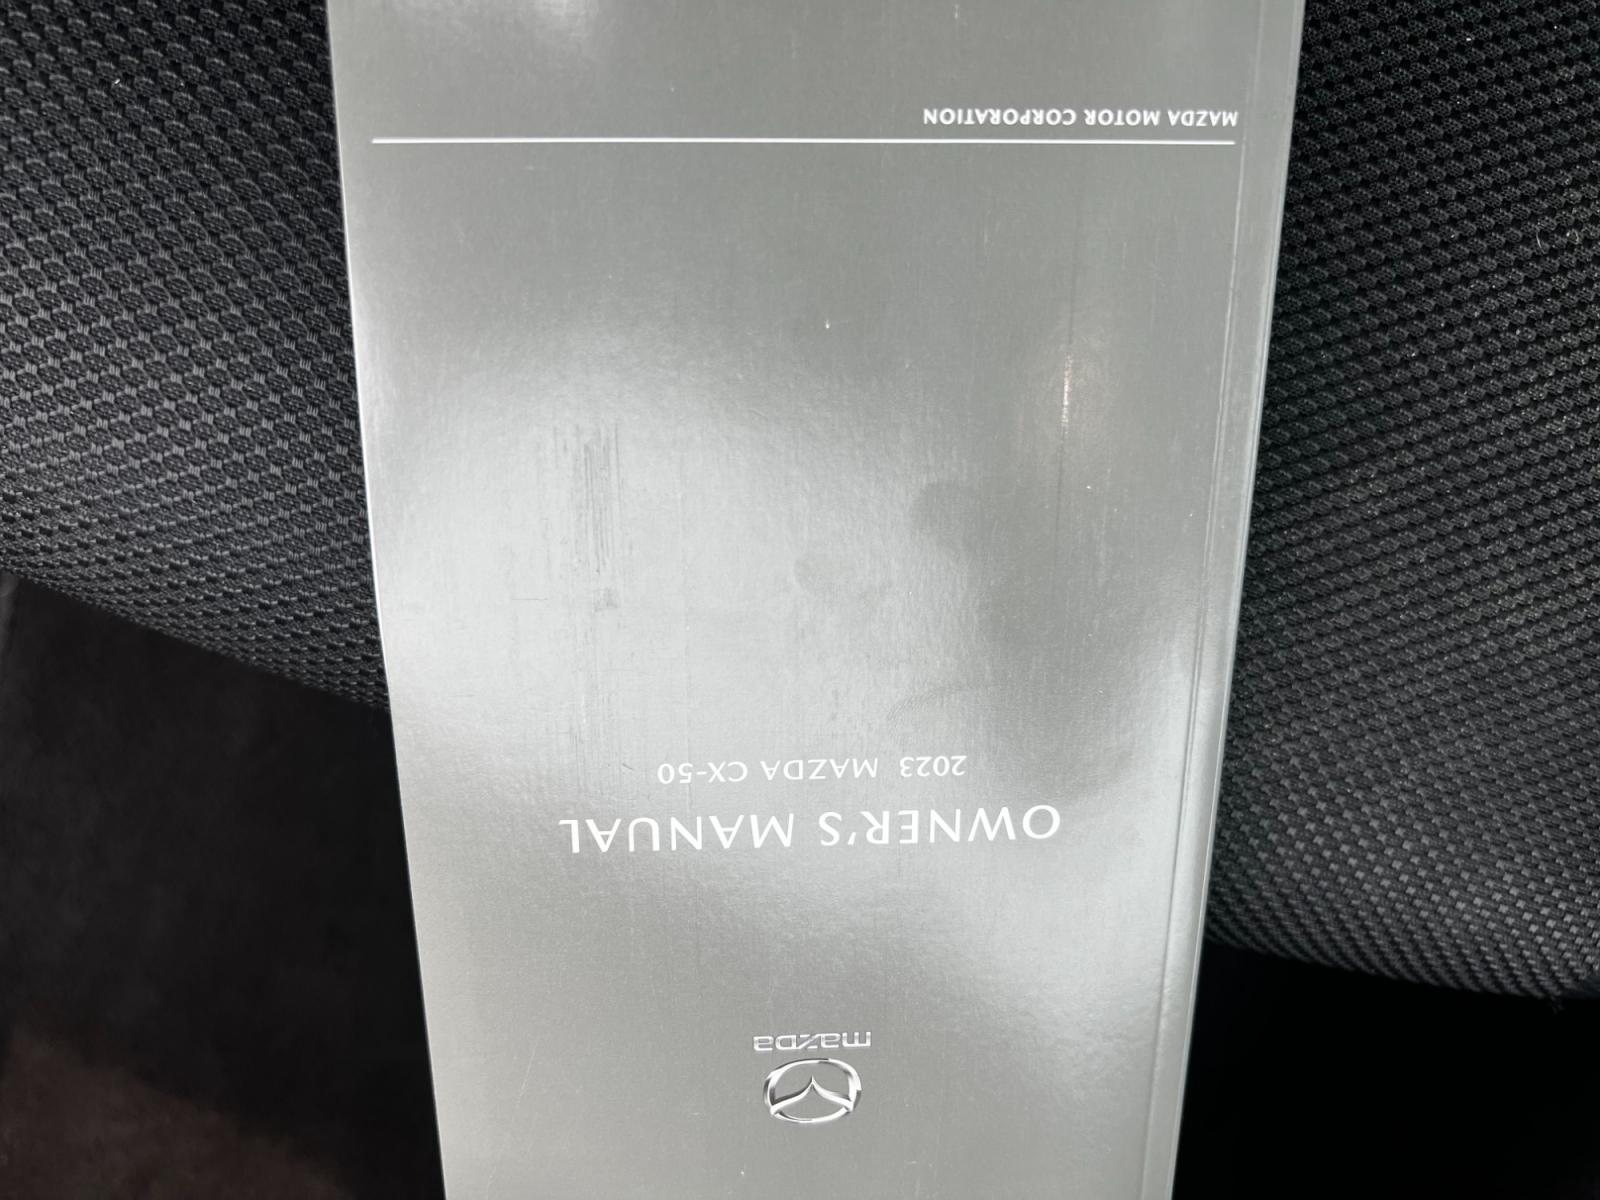 mazda
OWNER'S MANUAL
2023 MAZDA CX-50
MAZDA MOTOR CORPORATION